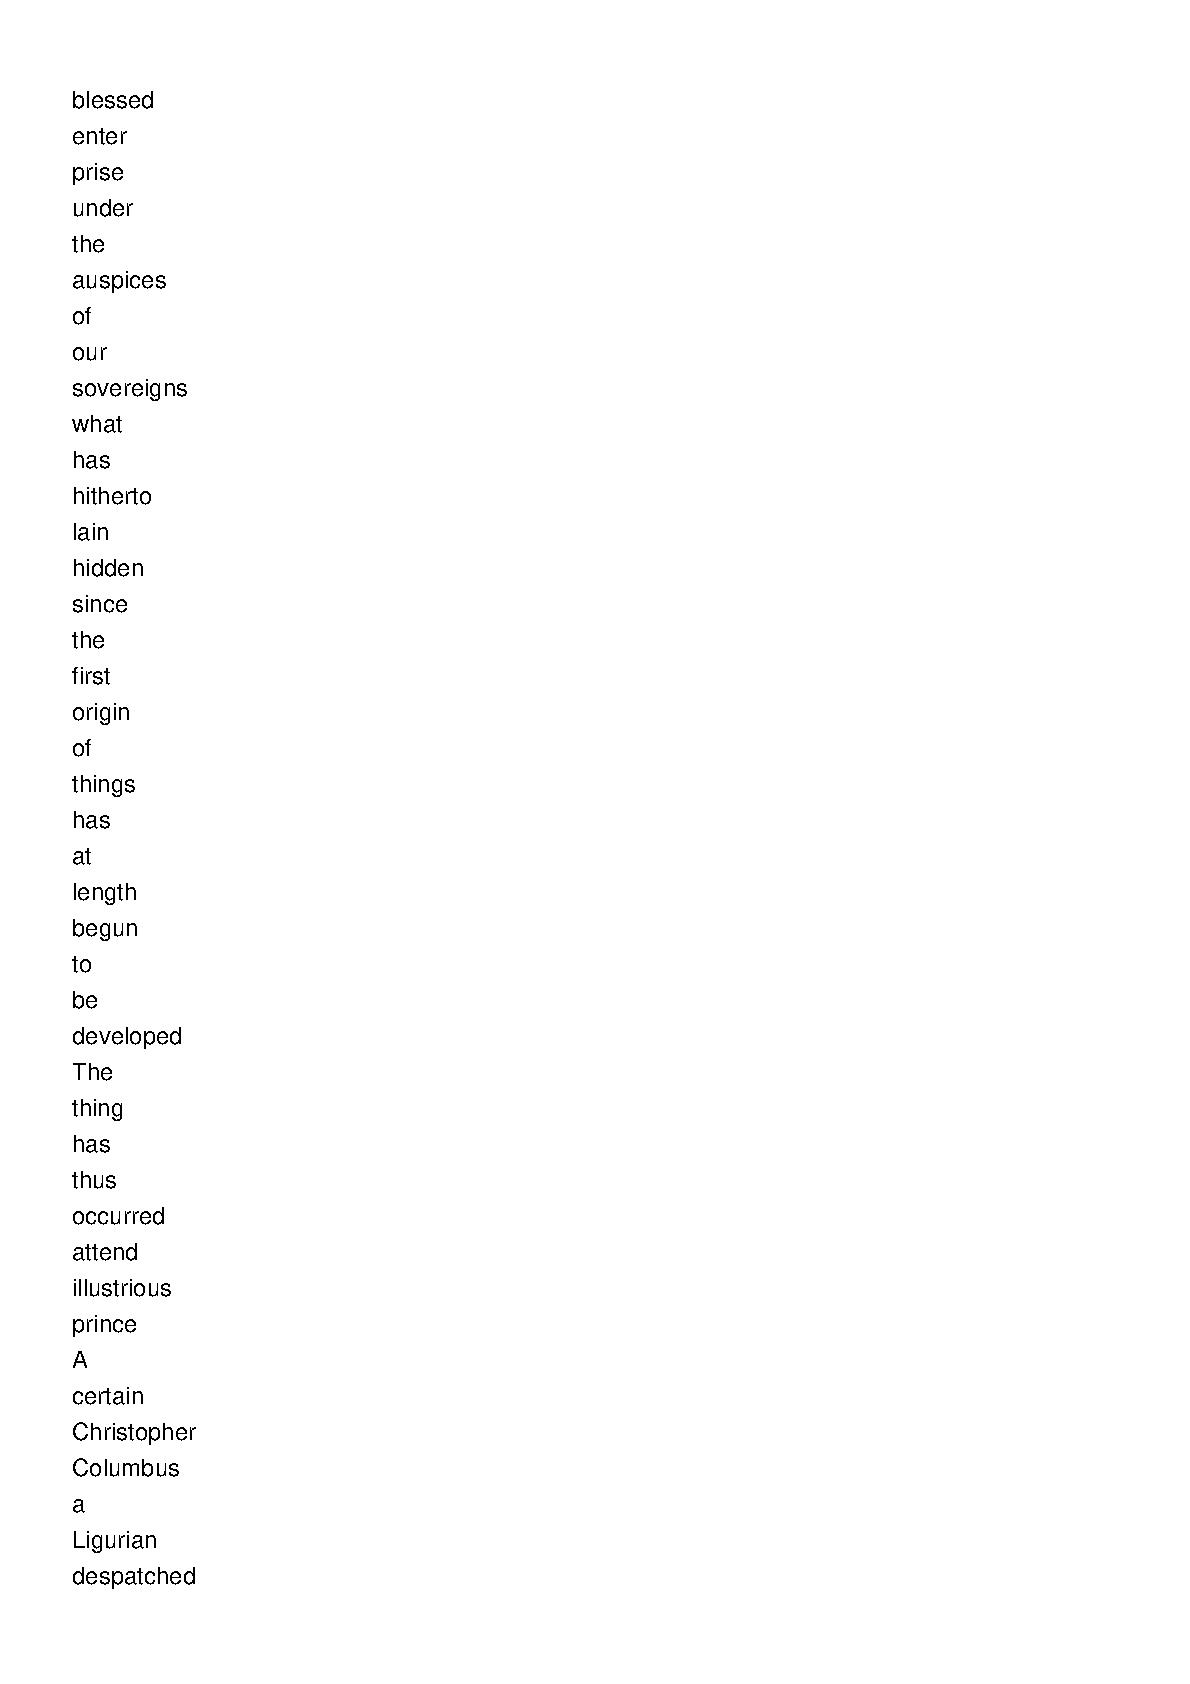 blessed
enter
prise
under
the
auspices
of
our
sovereigns
what
has
hitherto
lain
hidden
since
the
first
origin
of
things
has
at
length
begun
to
be
developed
The
thing
has
thus
occurred
attend
illustrious
prince
A
certain
Christopher
Columbus
a
Ligurian
despatched